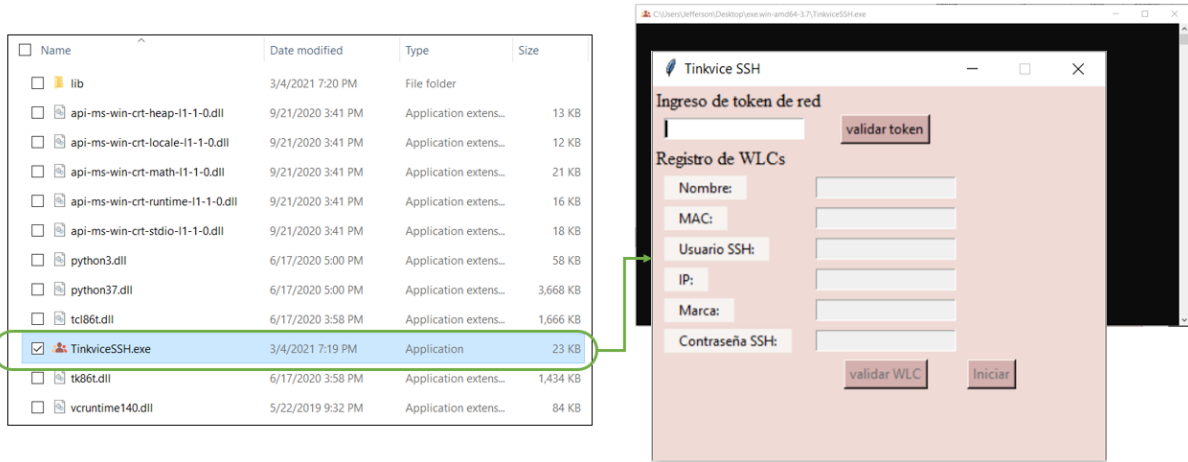 Name Date modified Type Size
lib 3/4/2021 7:20 PM File folder
api-ms-win-crt-heap-l1-1-0.dll 9/21/2020 3:41 PM Application extens... 13 KB
api-ms-win-crt-locale-l1-1-0.dll 9/21/2020 3:41 PM Application extens... 12 KB
api-ms-win-crt-math-l1-1-0.dll 9/21/2020 3:41 PM Application extens... 21 KB
api-ms-win-crt-runtime-l1-1-0.dll 9/21/2020 3:41 PM Application extens... 16 KB
api-ms-win-crt-stdio-l1-1-0.dll 9/21/2020 3:41 PM Application extens... 18 KB
python3.dll 6/17/2020 5:00 PM Application extens... 58 KB
python37.dll 6/17/2020 5:00 PM Application extens... 3,668 KB
tcl86t.dll 6/17/2020 3:58 PM Application extens... 1,666 KB
TinkviceSSH.exe 3/4/2021 7:19 PM Application 23 KB
tk86t.dll 6/17/2020 3:58 PM Application extens... 1,434 KB
vcruntime140.dll 5/22/2019 9:32 PM Application extens... 84 KB
C:\Users\Jefferson\Desktop\exe.win-amd64-3.7\TinkviceSSH.exe
Tinkvice SSH
Ingreso de token de red
validar token
Registro de WLCs
Nombre:
MAC:
Usuario SSH:
IP:
Marca:
Contraseña SSH:
validar WLC Iniciar